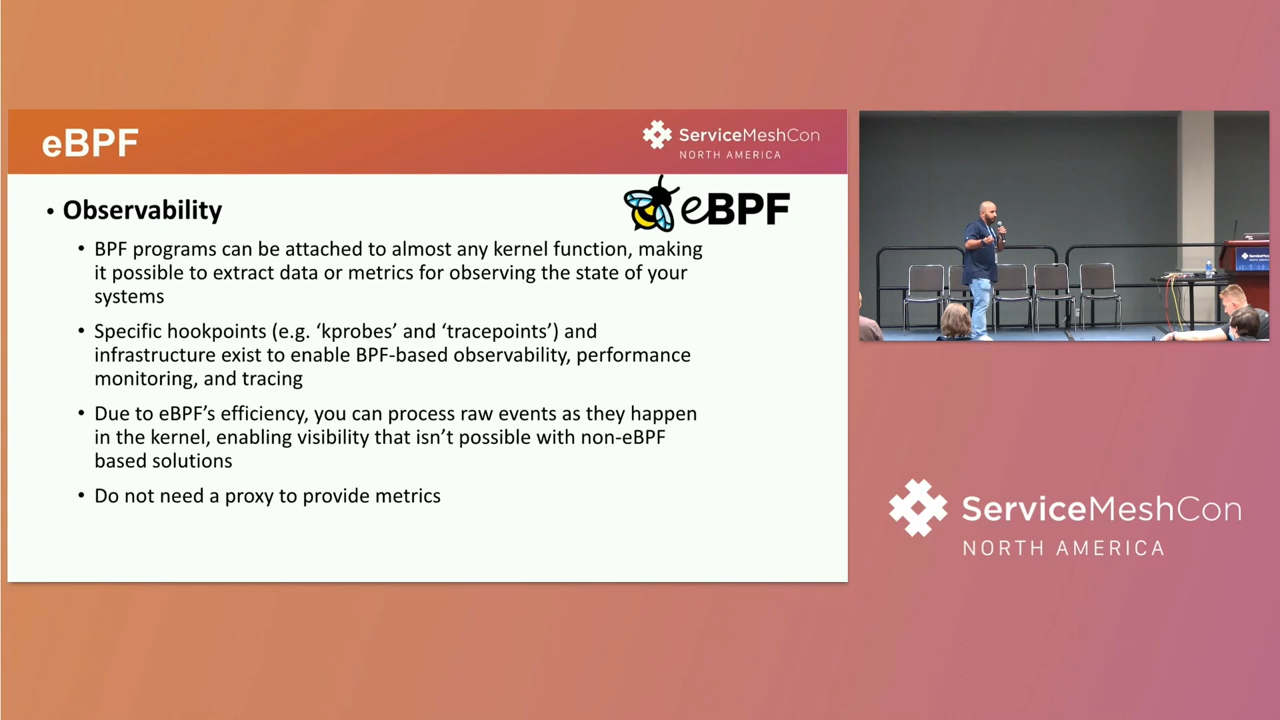 eBPF
ServiceMeshCon
NORTH AMERICA
• Observability
eBPF
• BPF programs can be attached to almost any kernel function, making
it possible to extract data or metrics for observing the state of your
systems
• Specific hookpoints (e.g. ‘kprobes’ and ‘tracepoints’) and
infrastructure exist to enable BPF-based observability, performance
monitoring, and tracing
• Due to eBPF’s efficiency, you can process raw events as they happen
in the kernel, enabling visibility that isn’t possible with non-eBPF
based solutions
• Do not need a proxy to provide metrics
ServiceMeshCon
NORTH AMERICA